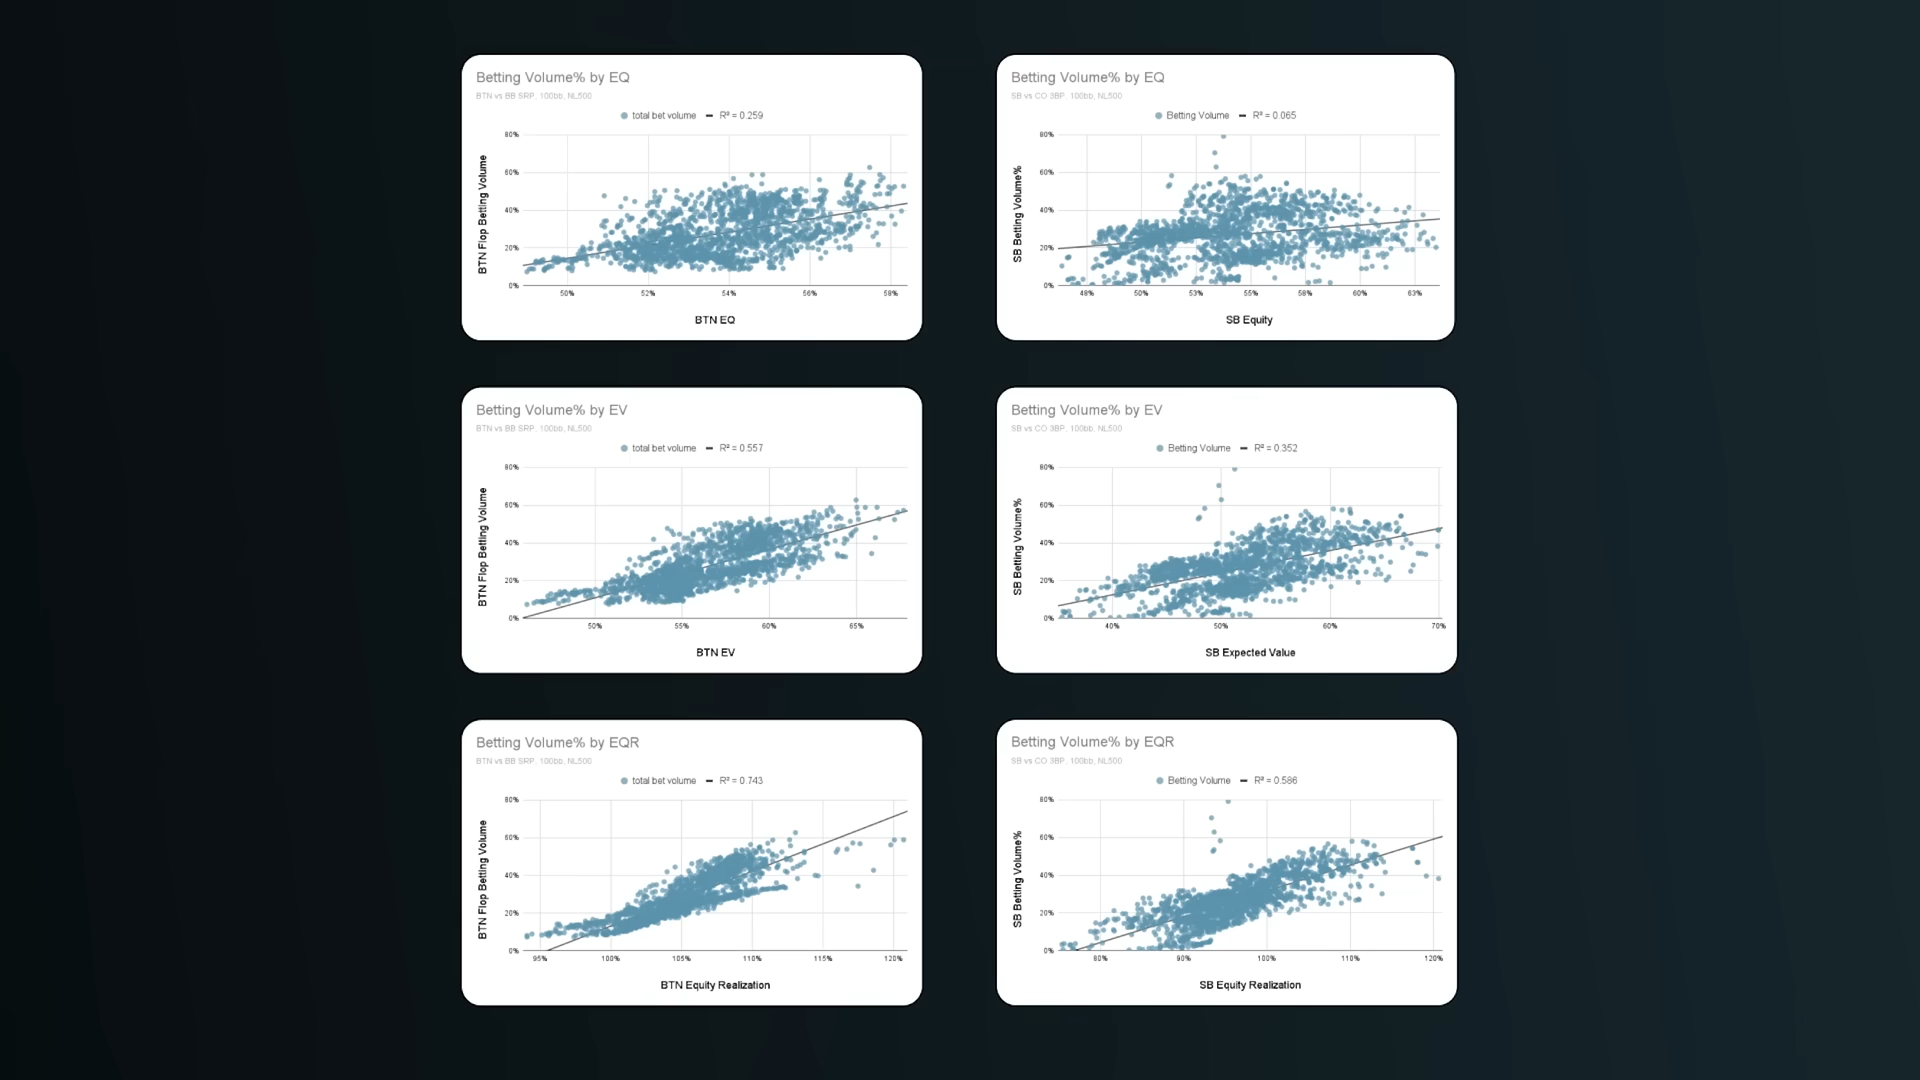 Betting Volume% by EQ
BTN vs BB SRP, 100bb, NL500
total bet volume R² = 0.259
BTN Flop Betting Volume
80%
60%
40%
20%
0%
50% 52% 54% 56% 58%
BTN EQ
Betting Volume% by EQ
SB vs CO 3BP, 100bb, NL500
Betting Volume R² = 0.065
SB Betting Volume%
80%
60%
40%
20%
0%
48% 50% 53% 55% 58% 60% 63%
SB Equity
Betting Volume% by EV
BTN vs BB SRP, 100bb, NL500
total bet volume R² = 0.557
BTN Flop Betting Volume
80%
60%
40%
20%
0%
50% 55% 60% 65%
BTN EV
Betting Volume% by EV
SB vs CO 3BP, 100bb, NL500
Betting Volume R² = 0.352
SB Betting Volume%
80%
60%
40%
20%
0%
40% 50% 60% 70%
SB Expected Value
Betting Volume% by EQR
BTN vs BB SRP, 100bb, NL500
total bet volume R² = 0.743
BTN Flop Betting Volume
80%
60%
40%
20%
0%
95% 100% 105% 110% 115% 120%
BTN Equity Realization
Betting Volume% by EQR
SB vs CO 3BP, 100bb, NL500
Betting Volume R² = 0.586
SB Betting Volume%
80%
60%
40%
20%
0%
80% 90% 100% 110% 120%
SB Equity Realization